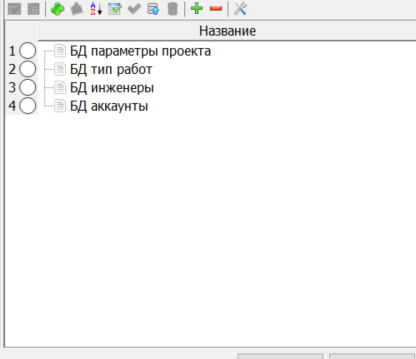 Название
1 БД параметры проекта
2 БД тип работ
3 БД инженеры
4 БД аккаунты